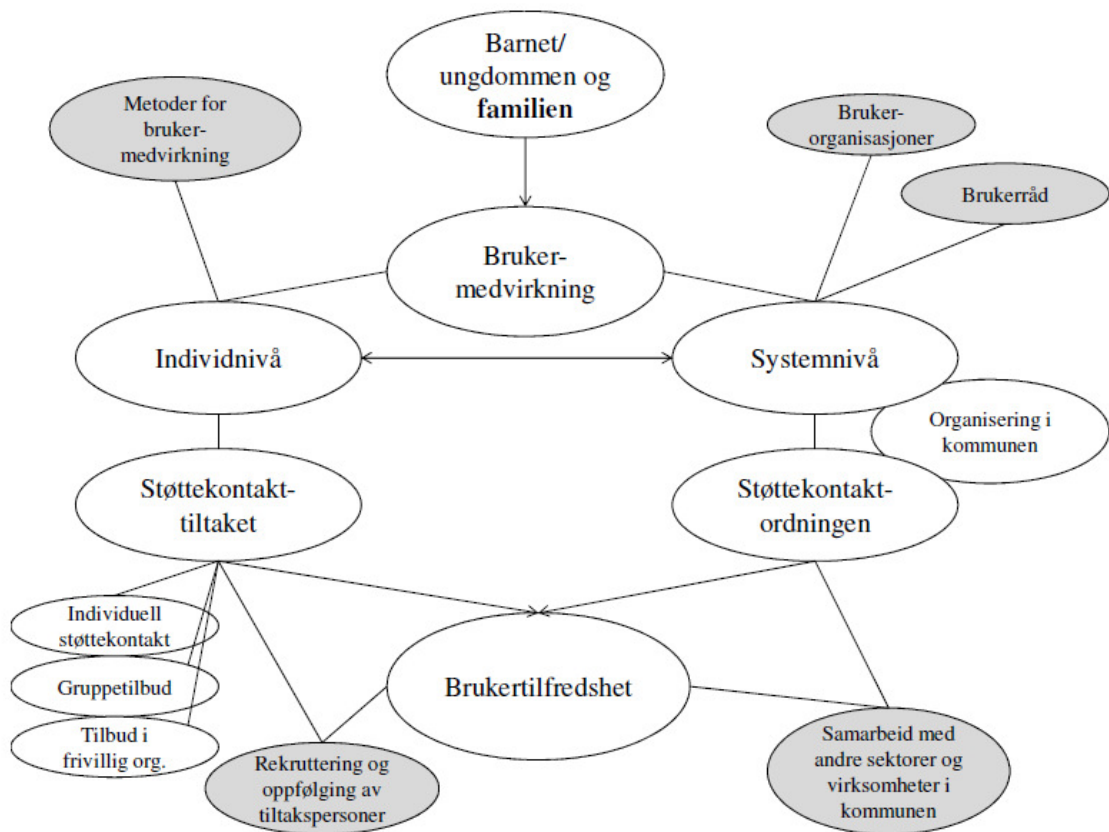 Barnet/
ungdommen og
familien
Metoder for
bruker-
medvirkning
Bruker-
organisasjoner
Brukerråd
Bruker-
medvirkning
Individnivå
Systemnivå
Organisering i
kommunen
Støttekontakt-
tiltaket
Støttekontakt-
ordningen
Individuell
støttekontakt
Gruppetilbud
Tilbud i
frivillig org.
Brukertilfredshet
Rekruttering og
oppfølging av
tiltakspersoner
Samarbeid med
andre sektorer og
virksomheter i
kommunen